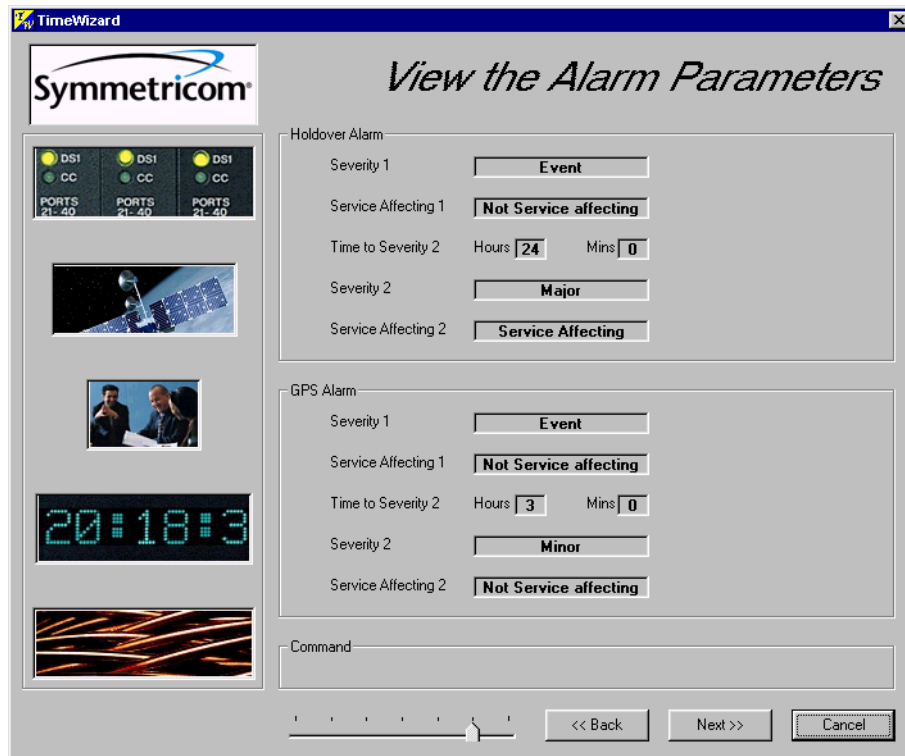 TimeWizard
Symmetricom
View the Alarm Parameters
DS1 DS1 DS1
CC CC CC
PORTS PORTS PORTS
21-40 21-40 21-40
20:18:3
Holdover Alarm
Severity 1 Event
Service Affecting 1 Not Service affecting
Time to Severity 2 Hours 24 Mins 0
Severity 2 Major
Service Affecting 2 Service Affecting
GPS Alarm
Severity 1 Event
Service Affecting 1 Not Service affecting
Time to Severity 2 Hours 3 Mins 0
Severity 2 Minor
Service Affecting 2 Not Service affecting
Command
<< Back Next >> Cancel